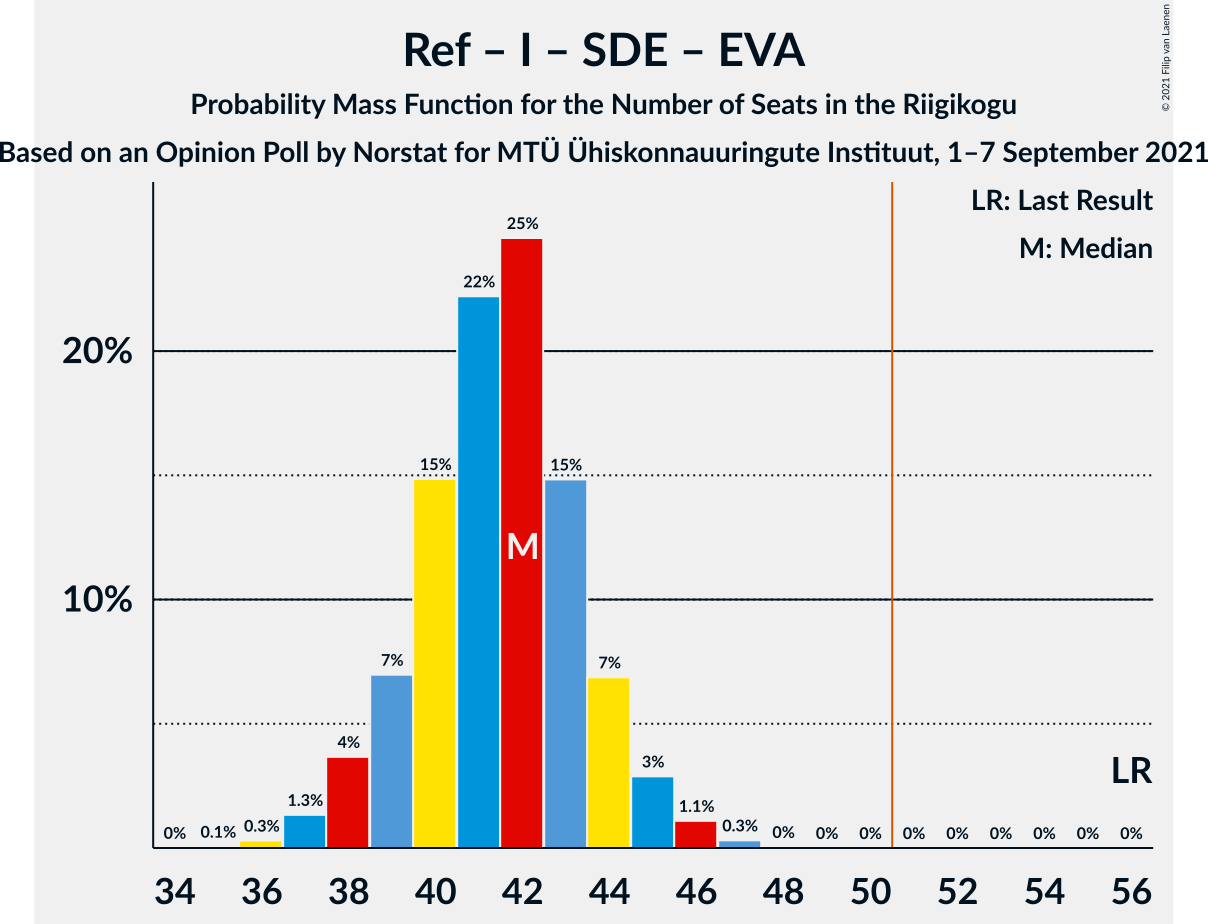 Ref – I – SDE – EVA
Probability Mass Function for the Number of Seats in the Riigikogu
Based on an Opinion Poll by Norstat for MTÜ Ühiskonnauuringute Instituut, 1–7 September 2021
© 2021 Filip van Laenen
LR: Last Result
M: Median
25%
22%
20%
15% 15%
M
10%
7% 7%
4% 3%
LR
1.3% 1.1%
0% 0.1% 0.3% 0.3% 0% 0% 0% 0% 0% 0% 0% 0% 0%
34 36 38 40 42 44 46 48 50 52 54 56